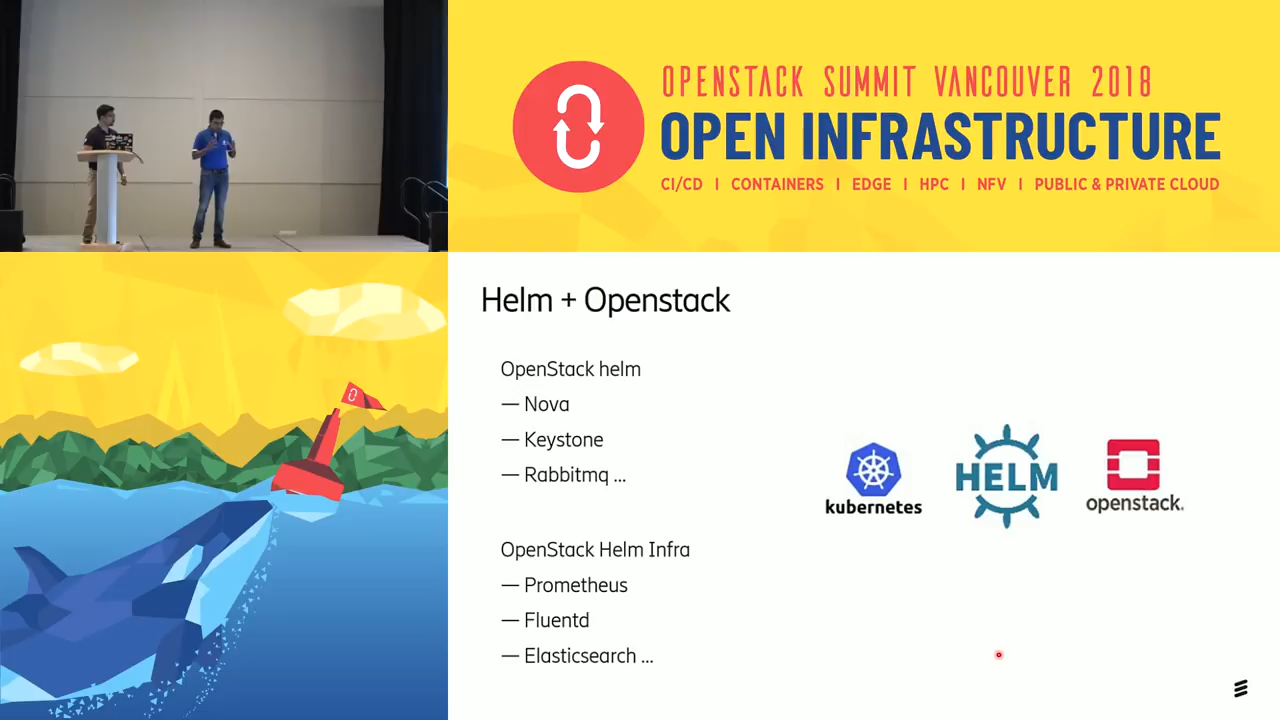 OPENSTACK SUMMIT VANCOUVER 2018
OPEN INFRASTRUCTURE
CI/CD | CONTAINERS | EDGE | HPC | NFV | PUBLIC & PRIVATE CLOUD
Helm + Openstack
OpenStack helm
— Nova
— Keystone
— Rabbitmq ...
OpenStack Helm Infra
— Prometheus
— Fluentd
— Elasticsearch ...
kubernetes
HELM
openstack.